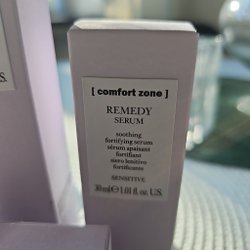 [ comfort zone ]
REMEDY
SERUM
soothing
fortifying serum
sérum apaisant
fortifiant
siero lenitivo
fortificante
SENSITIVE
30 ml e 1.01 fl. oz. U.S.
U.S.